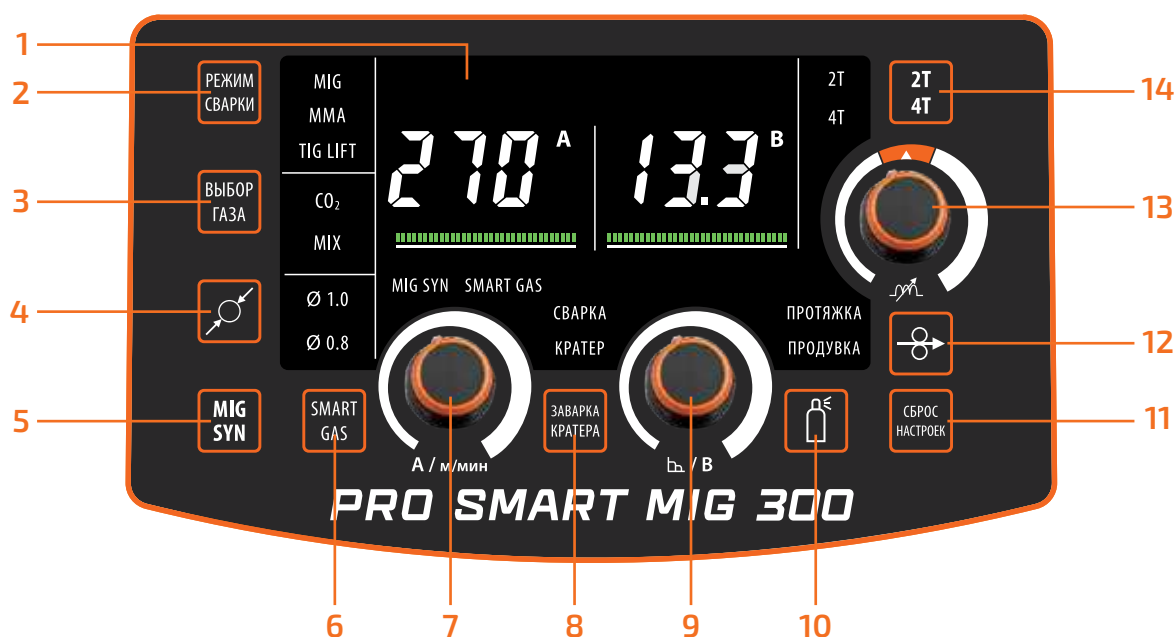 1
2
3
4
5
РЕЖИМ
СВАРКИ
ВЫБОР
ГАЗА
MIG
SYN
MIG
MMA
TIG LIFT
CO₂
MIX
Ø 1.0
Ø 0.8
270 A
13.3 В
MIG SYN SMART GAS
СВАРКА
КРАТЕР
2T
4T
ПРОТЯЖКА
ПРОДУВКА
2T
4T
14
13
12
11
SMART
GAS
А / м/мин
ЗАВАРКА
КРАТЕРА
/ В
СБРОС
НАСТРОЕК
PRO SMART MIG 300
6
7
8
9
10